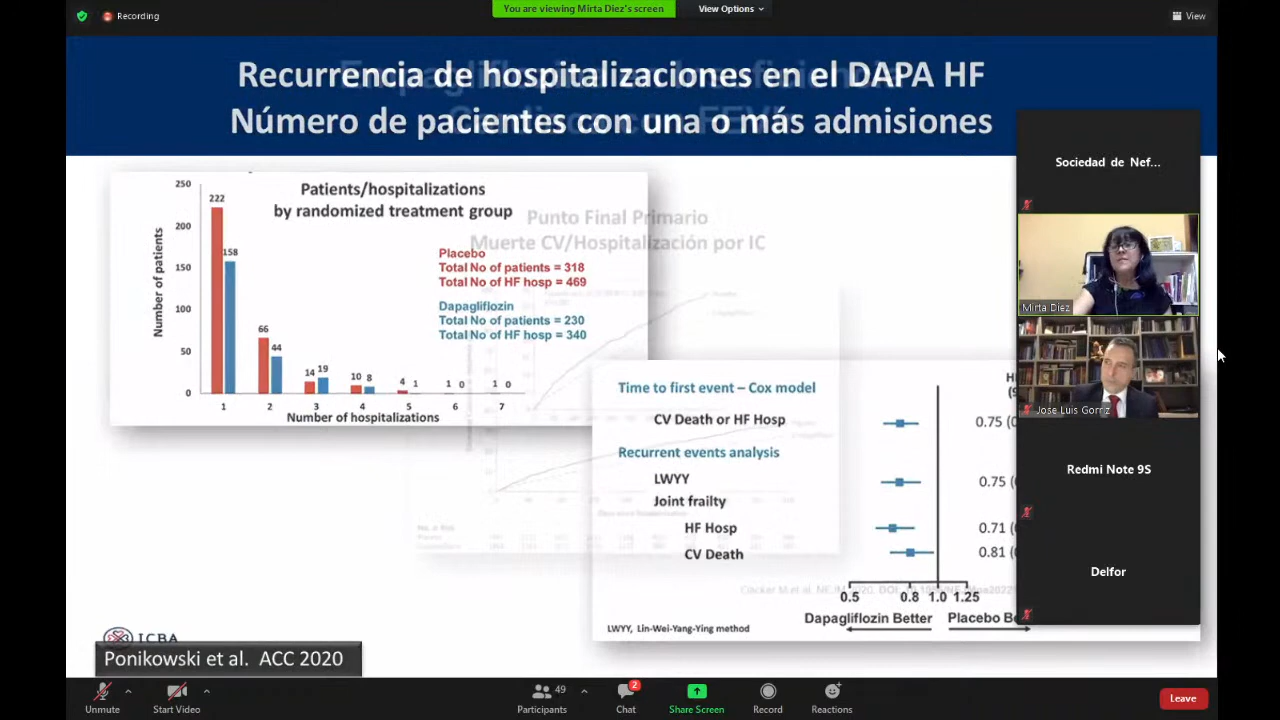 Recording
You are viewing Mirta Diez's screen
View Options
View
Recurrencia de hospitalizaciones en el DAPA HF
Número de pacientes con una o más admisiones
Patients/hospitalizations
by randomized treatment group
Number of patients
250
200
150
100
50
0
222
158
66
44
14
19
10
8
4
1
1
0
1
0
1
2
3
4
5
6
7
Number of hospitalizations
Placebo
Total No of patients = 318
Total No of HF hosp = 469
Dapagliflozin
Total No of patients = 230
Total No of HF hosp = 340
Punto Final Primario
Muerte CV/Hospitalización por IC
Time to first event – Cox model
CV Death or HF Hosp
0.75
Recurrent events analysis
LWYY
0.75
Joint frailty
HF Hosp
0.71
CV Death
0.81
0.5
0.8
1.0
1.25
Dapagliflozin Better
Placebo
LWYY, Lin-Wei-Yang-Ying method
ICBA
Ponikowski et al. ACC 2020
Sociedad de Nef...
Mirta Diez
Jose Luis Gorriz
Redmi Note 9S
Delfor
Unmute
Start Video
49
Participants
2
Chat
Share Screen
Record
Reactions
Leave